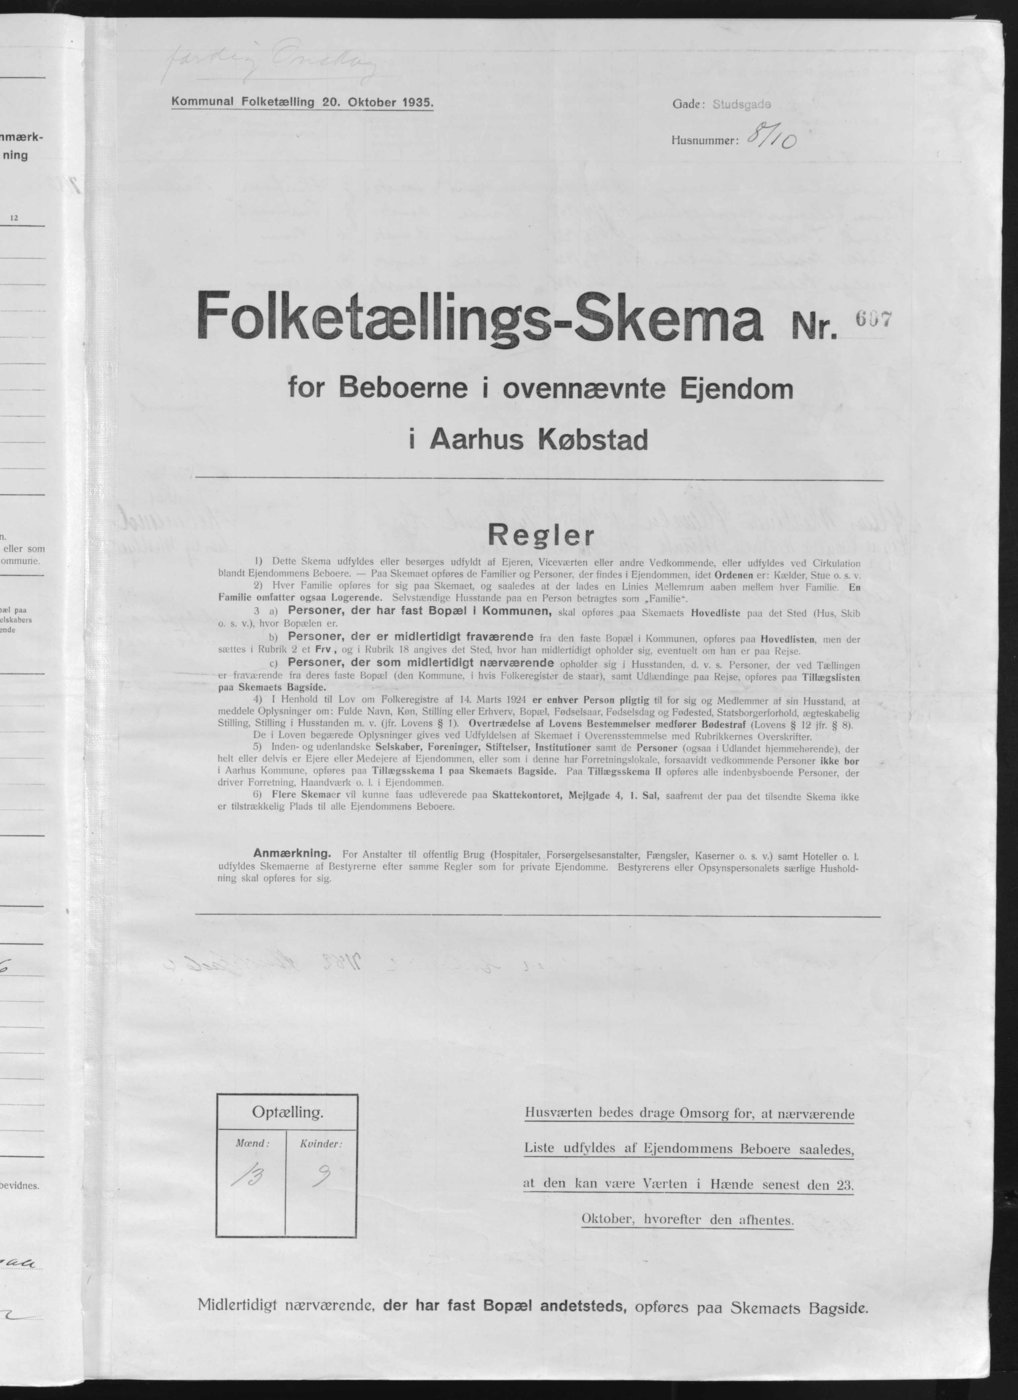 Kommunal Folketælling 20. Oktober 1935.
Gade: Studsgade
Husnummer: 8/10
nmærk-
ning
12
Folketællings-Skema Nr. 607
for Beboerne i ovennævnte Ejendom
i Aarhus Købstad
Regler
1) Dette Skema udfyldes eller besørges udfyldt af Ejeren, Viceværten eller andre Vedkommende, eller udfyldes ved Cirkulation
blandt Ejendommens Beboere. — Paa Skemaet opføres de Familier og Personer, der findes i Ejendommen, idet Ordenen er: Kælder, Stue o. s. v.
2) Hver Familie opføres for sig paa Skemaet, og saaledes at der lades en Linies Mellemrum aaben mellem hver Familie. En
Familie omfatter ogsaa Logerende. Selvstændige Husstande paa en Person betragtes som „Familie“.
3 a) Personer, der har fast Bopæl i Kommunen, skal opføres paa Skemaets Hovedliste paa det Sted (Hus, Skib
o. s. v.), hvor Bopælen er.
b) Personer, der er midlertidigt fraværende fra den faste Bopæl i Kommunen, opføres paa Hovedlisten, men der
sættes i Rubrik 2 et Frv., og i Rubrik 18 angives det Sted, hvor han midlertidigt opholder sig, eventuelt om han er paa Rejse.
c) Personer, der som midlertidigt nærværende opholder sig i Husstanden, d. v. s. Personer, der ved Tællingen
er fraværende fra deres faste Bopæl (den Kommune, i hvis Folkeregister de staar), samt Udlændinge paa Rejse, opføres paa Tillægslisten
paa Skemaets Bagside.
4) I Henhold til Lov om Folkeregistre af 14. Marts 1924 er enhver Person pligtig til for sig og Medlemmer af sin Husstand, at
meddele Oplysninger om: Fulde Navn, Køn, Stilling eller Erhverv, Bopæl, Fødselsaar, Fødselsdag og Fødested, Statsborgerforhold, ægteskabelig
Stilling, Stilling i Husstanden m. v. (jfr. Lovens § 1). Overtrædelse af Lovens Bestemmelser medfører Bødestraf (Lovens § 12 jfr. § 8).
De i Loven begærede Oplysninger gives ved Udfyldelsen af Skemaet i Overensstemmelse med Rubrikkernes Overskrifter.
5) Inden- og udenlandske Selskaber, Foreninger, Stiftelser, Institutioner samt de Personer (ogsaa i Udlandet hjemmehørende), der
helt eller delvis er Ejere eller Medejere af Ejendommen, eller som i denne har Forretningslokale, forsaavidt vedkommende Personer ikke bor
i Aarhus Kommune, opføres paa Tillægsskema I paa Skemaets Bagside. Paa Tillægsskema II opføres alle indenbysboende Personer, der
driver Forretning, Haandværk o. l. i Ejendommen.
6) Flere Skemaer vil kunne faas udleverede paa Skattekontoret, Mejlgade 4, 1. Sal, saafremt der paa det tilsendte Skema ikke
er tilstrækkelig Plads til alle Ejendommens Beboere.
Anmærkning. For Anstalter til offentlig Brug (Hospitaler, Forsørgelsesanstalter, Fængsler, Kaserner o. s. v.) samt Hoteller o. l.
udfyldes Skemaerne af Bestyrerne efter samme Regler som for private Ejendomme. Bestyrerens eller Opsynspersonalets særlige Hushold-
ning skal opføres for sig.
n.
eller som
ommune.
pæl paa
elskabers
ende
Optælling.
Mænd: Kvinder:
13 9
Husværten bedes drage Omsorg for, at nærværende
Liste udfyldes af Ejendommens Beboere saaledes,
at den kan være Værten i Hænde senest den 23.
Oktober, hvorefter den afhentes.
bevidnes.
Midlertidigt nærværende, der har fast Bopæl andetsteds, opføres paa Skemaets Bagside.